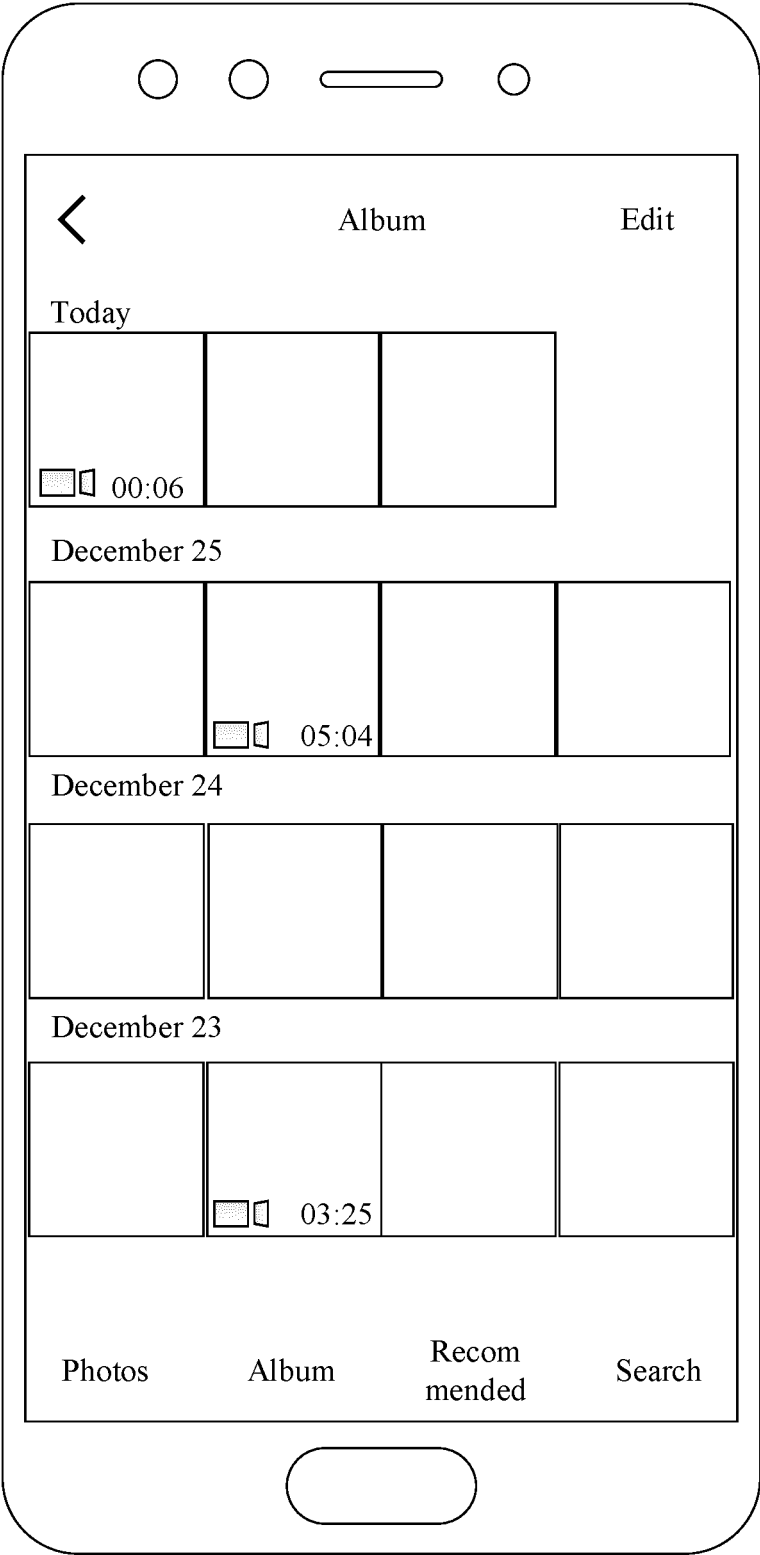 Album
Edit
Today
00:06
December 25
05:04
December 24
December 23
03:25
Photos
Album
Recom
mended
Search